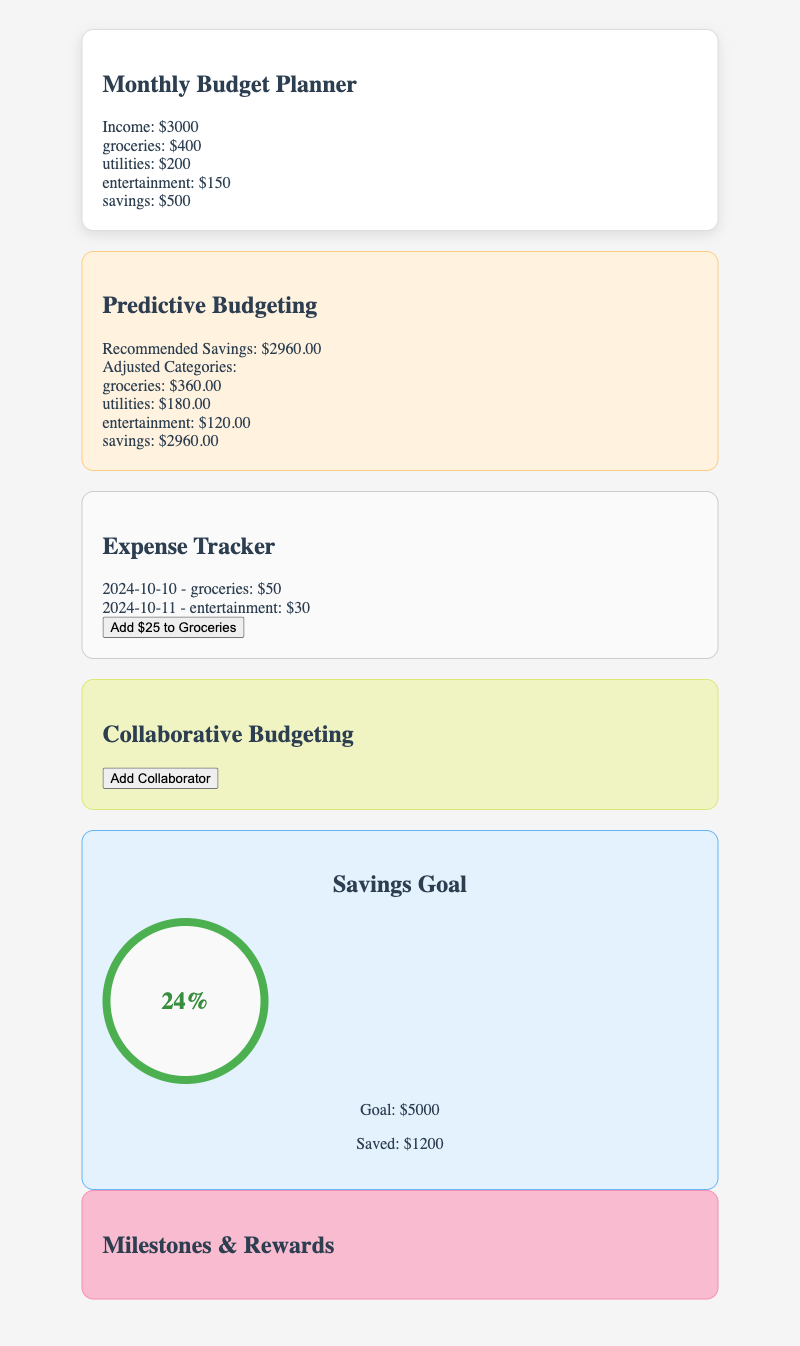 Monthly Budget Planner
Income: $3000
groceries: $400
utilities: $200
entertainment: $150
savings: $500
Predictive Budgeting
Recommended Savings: $2960.00
Adjusted Categories:
groceries: $360.00
utilities: $180.00
entertainment: $120.00
savings: $2960.00
Expense Tracker
2024-10-10 - groceries: $50
2024-10-11 - entertainment: $30
Add $25 to Groceries
Collaborative Budgeting
Add Collaborator
Savings Goal
24%
Goal: $5000
Saved: $1200
Milestones & Rewards